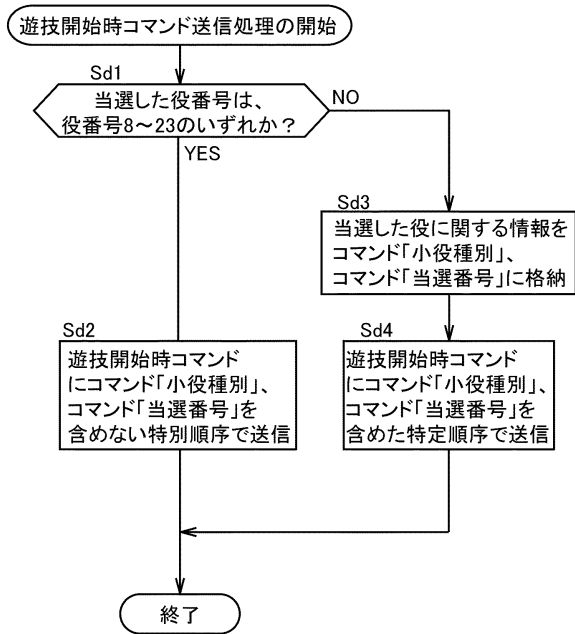 遊技開始時コマンド送信処理の開始
Sd1
当選した役番号は、
役番号8～23のいずれか？
NO
YES
Sd3
当選した役に関する情報を
コマンド「小役種別」、
コマンド「当選番号」に格納
Sd2
遊技開始時コマンド
にコマンド「小役種別」、
コマンド「当選番号」を
含めない特別順序で送信
Sd4
遊技開始時コマンド
にコマンド「小役種別」、
コマンド「当選番号」を
含めた特定順序で送信
終了